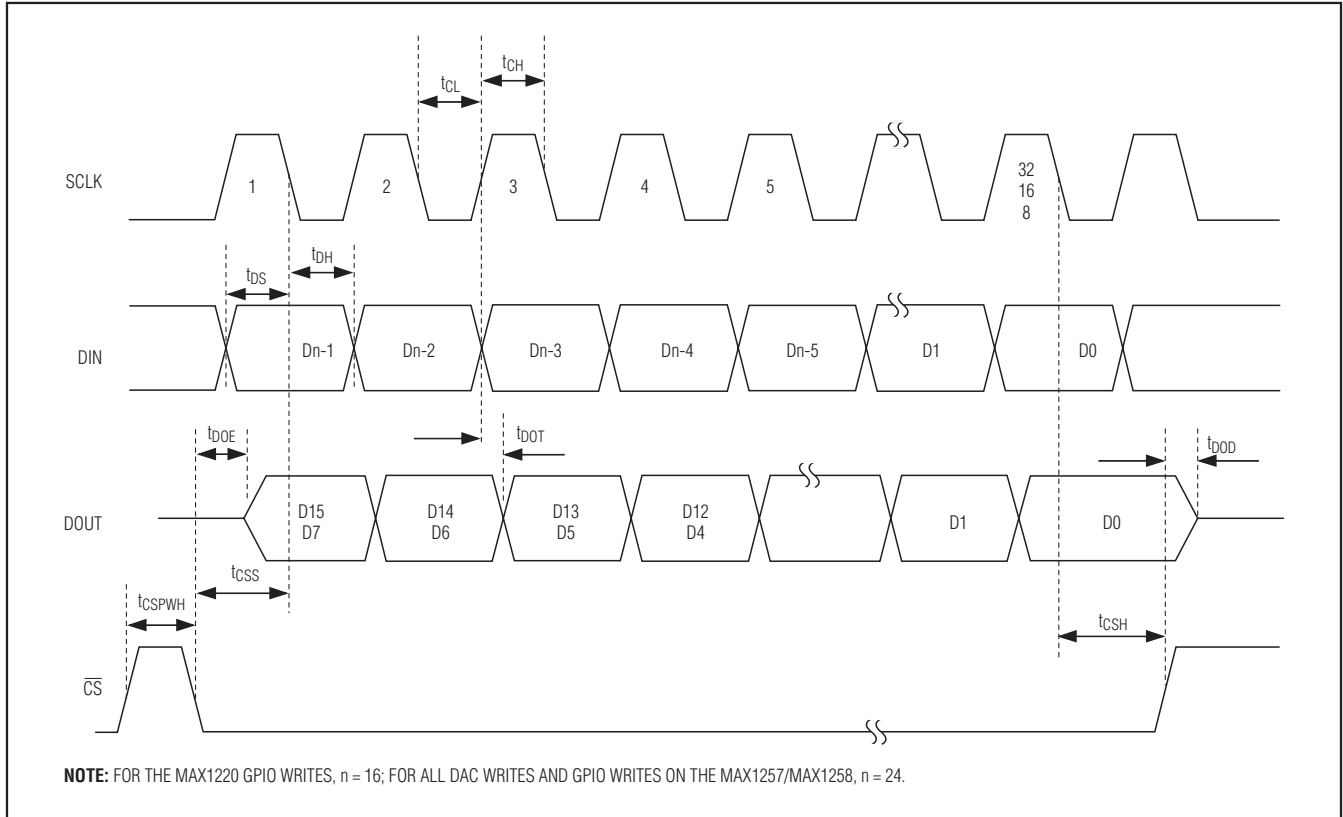 tCL
tCH
SCLK
1
2
3
4
5
32
16
8
tDS
tDH
DIN
Dn-1
Dn-2
Dn-3
Dn-4
Dn-5
D1
D0
tDOE
tDOT
tDOD
DOUT
D15
D7
D14
D6
D13
D5
D12
D4
D1
D0
tCSPWH
tCSS
tCSH
CS
NOTE: FOR THE MAX1220 GPIO WRITES, n = 16; FOR ALL DAC WRITES AND GPIO WRITES ON THE MAX1257/MAX1258, n = 24.